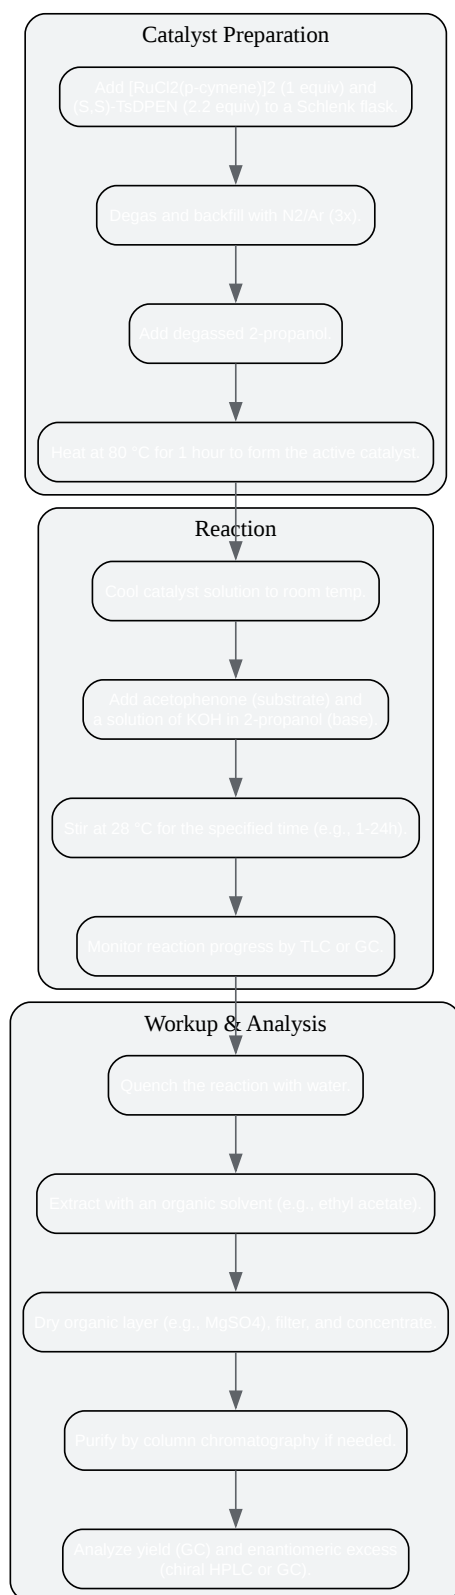 Catalyst Preparation
Add [RuCl2(p-cymene)]2 (1 equiv) and
(S,S)-TsDPEN (2.2 equiv) to a Schlenk flask.
Degas and backfill with N2/Ar (3x).
Add degassed 2-propanol.
Heat at 80 °C for 1 hour to form the active catalyst.
Reaction
Cool catalyst solution to room temp.
Add acetophenone (substrate) and
a solution of KOH in 2-propanol (base).
Stir at 28 °C for the specified time (e.g., 1-24h).
Monitor reaction progress by TLC or GC.
Workup & Analysis
Quench the reaction with water.
Extract with an organic solvent (e.g., ethyl acetate).
Dry organic layer (e.g., MgSO4), filter, and concentrate.
Purify by column chromatography if needed.
Analyze yield (GC) and enantiomeric excess
(chiral HPLC or GC).